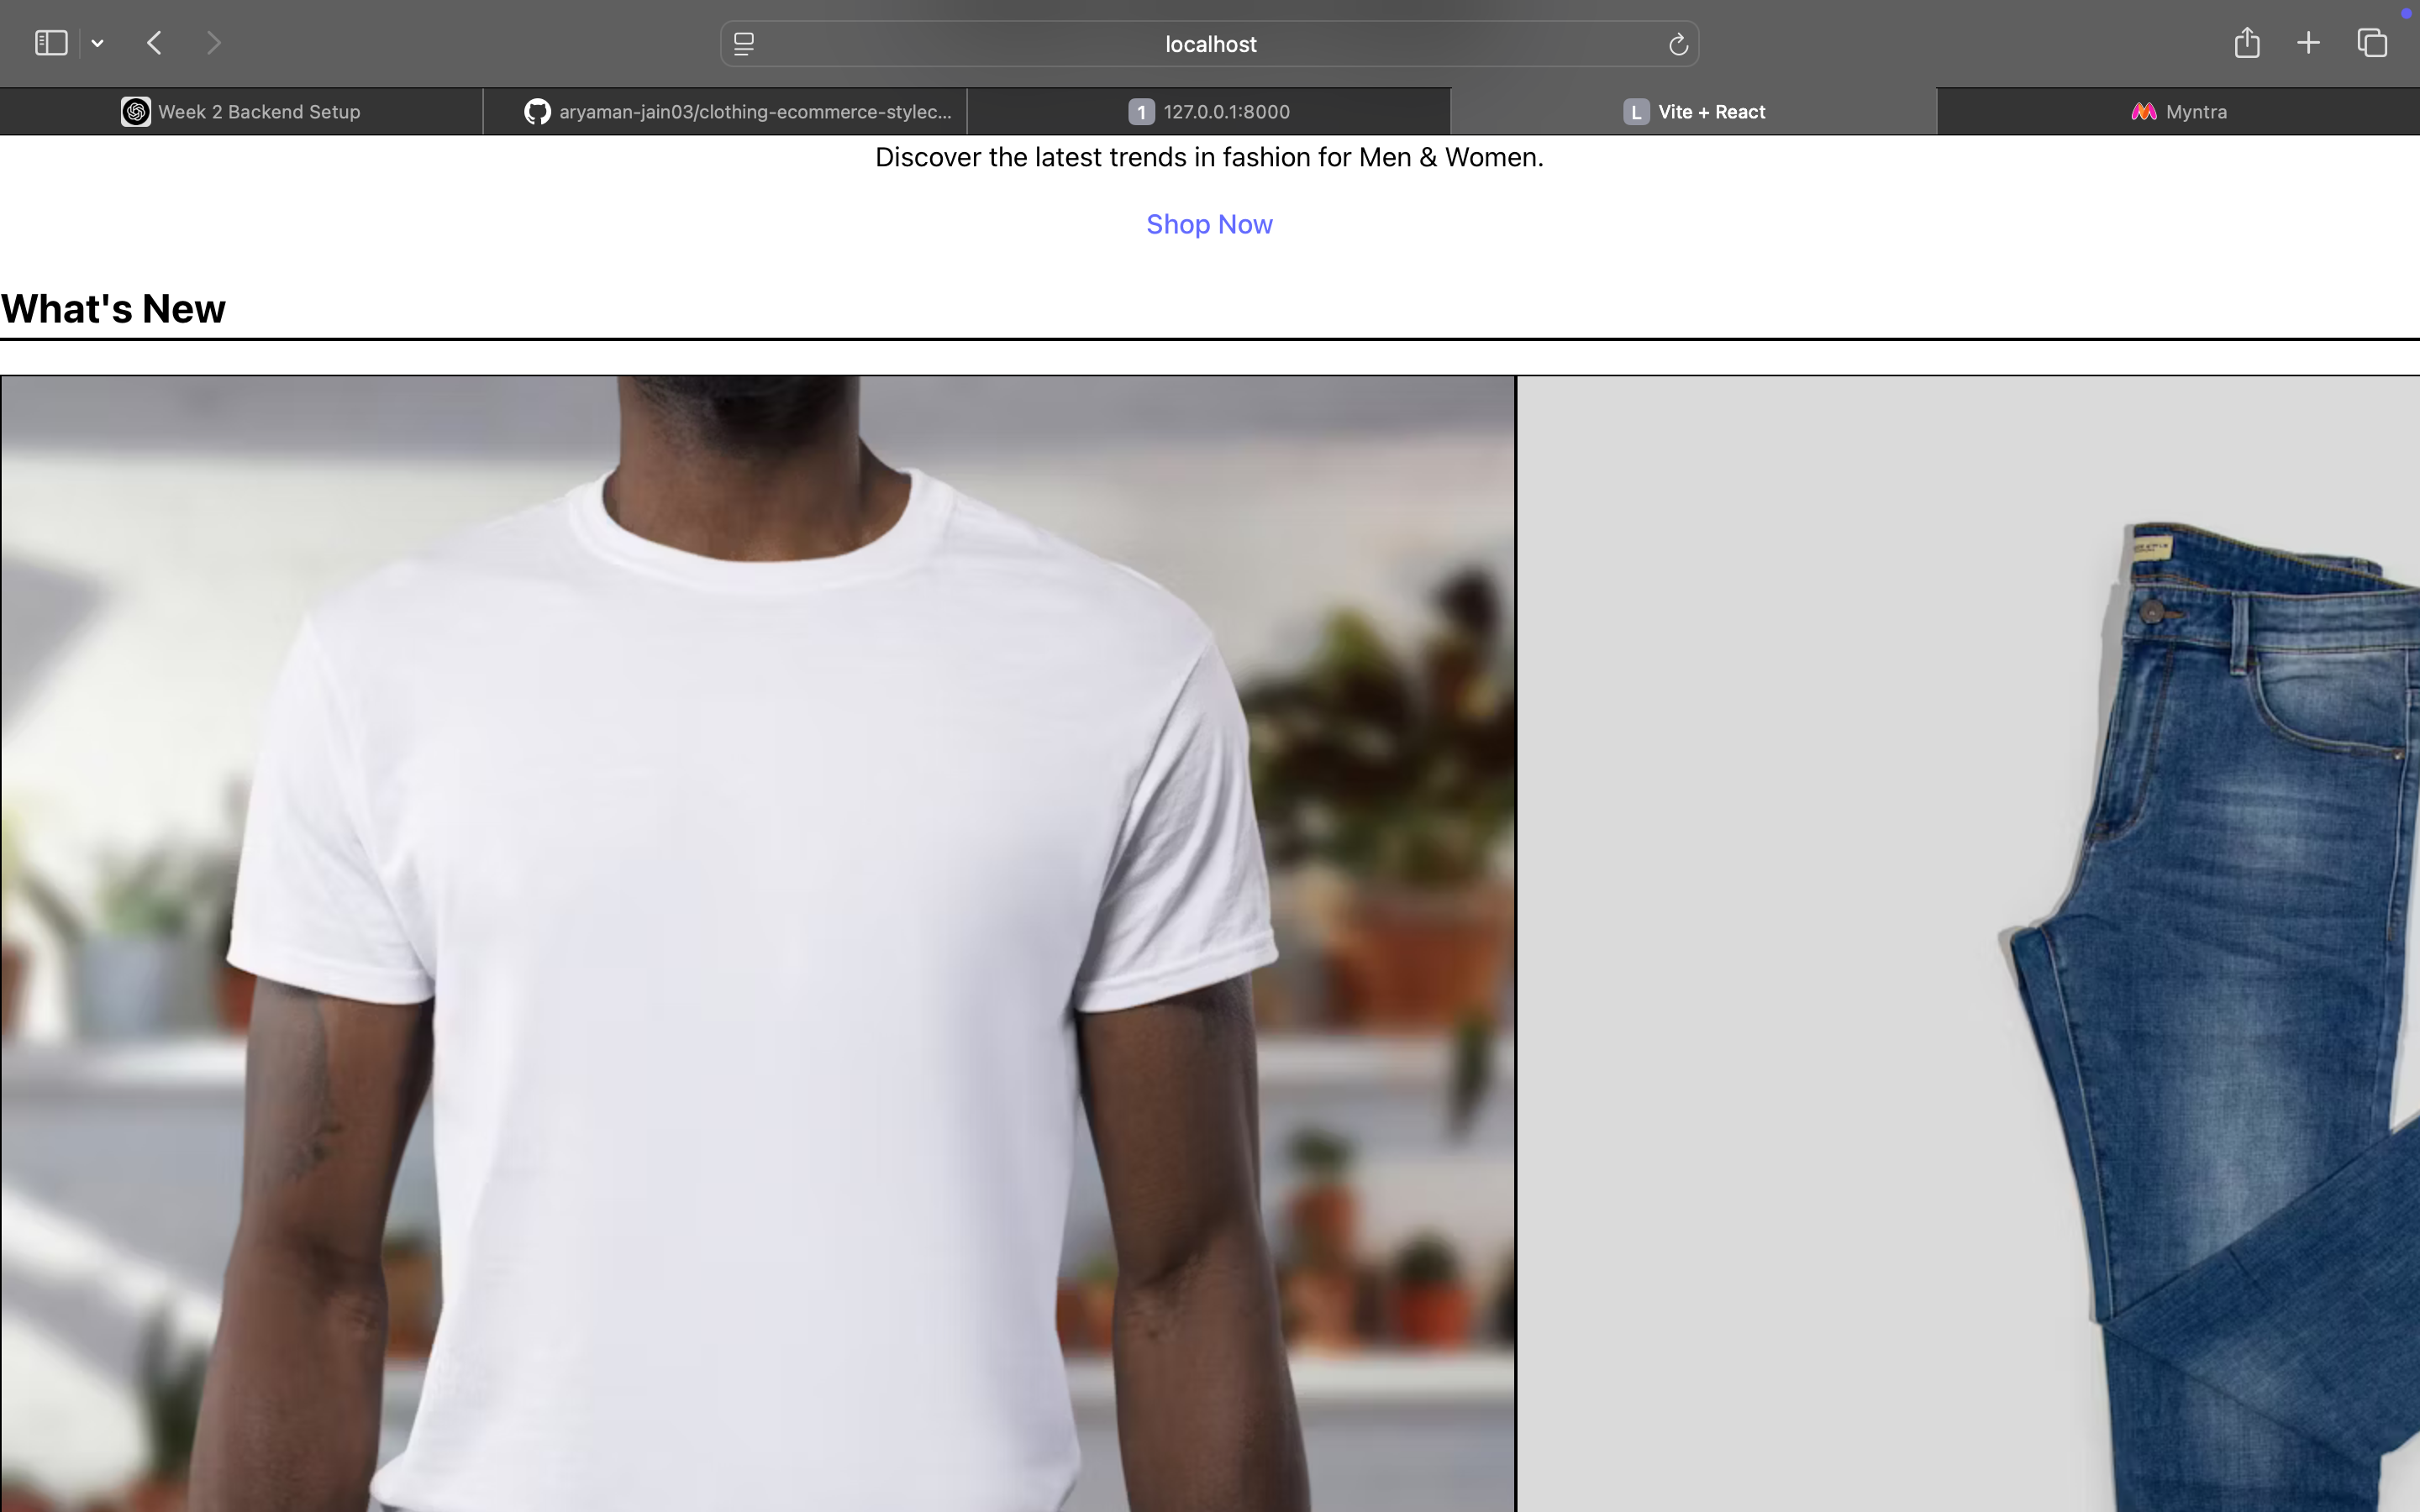 localhost
Week 2 Backend Setup
aryaman-jain03/clothing-ecommerce-stylec...
1 127.0.0.1:8000
L Vite + React
Myntra
Discover the latest trends in fashion for Men & Women.
Shop Now
What's New